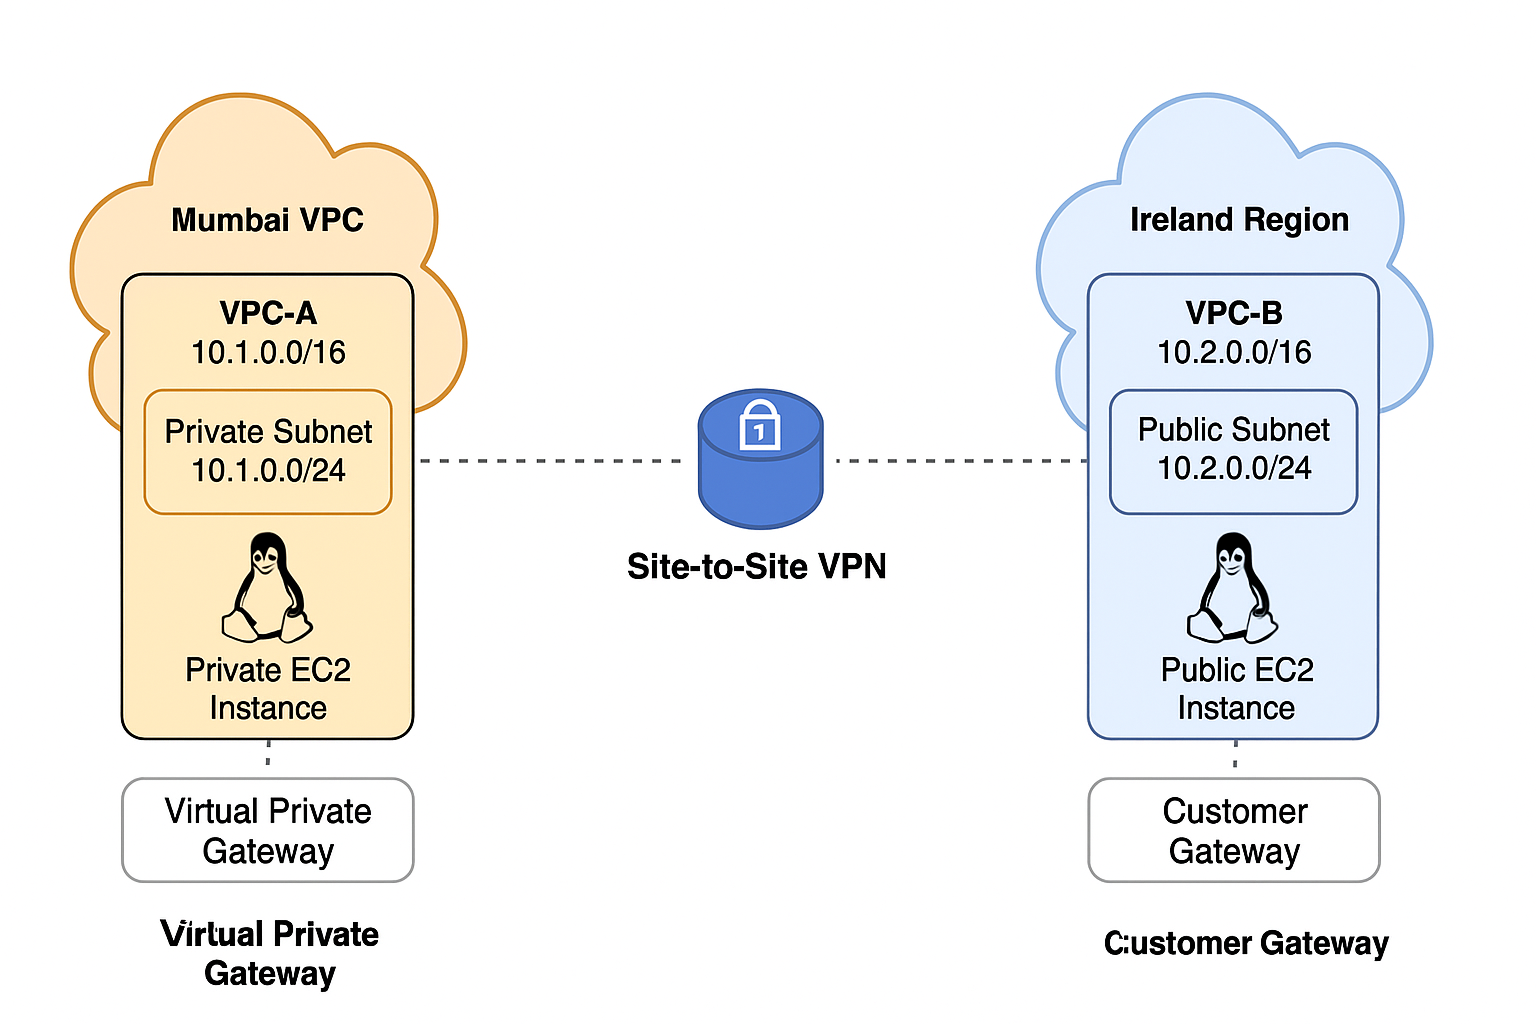 Mumbai VPC
VPC-A
10.1.0.0/16
Private Subnet
10.1.0.0/24
Private EC2
Instance
Virtual Private
Gateway
Virtual Private
Gateway
1
Site-to-Site VPN
Ireland Region
VPC-B
10.2.0.0/16
Public Subnet
10.2.0.0/24
Public EC2
Instance
Customer
Gateway
Customer Gateway